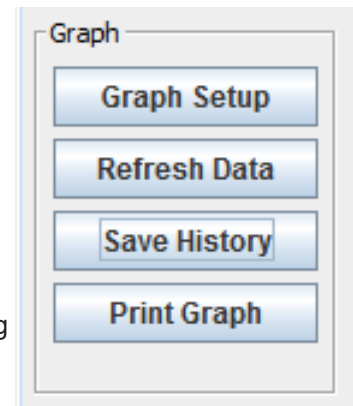 Graph
Graph Setup
Refresh Data
Save History
Print Graph
g